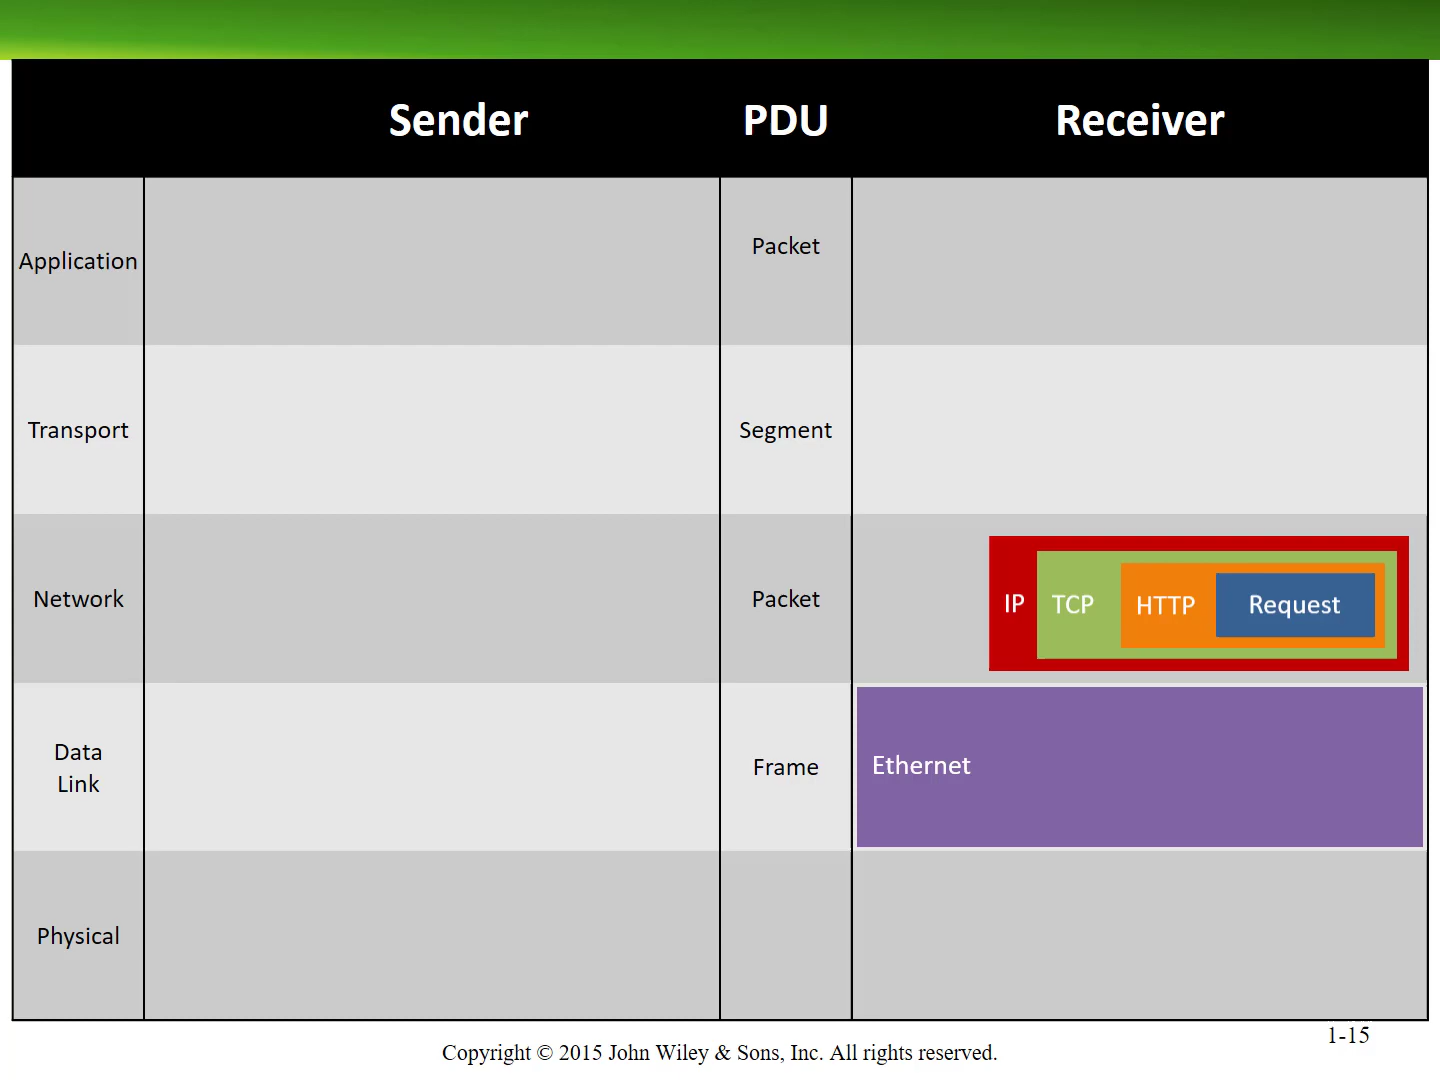 Sender PDU Receiver
Application Packet
Transport Segment
Network Packet IP TCP HTTP Request
Data
Link Frame Ethernet
Physical
1-15
Copyright © 2015 John Wiley & Sons, Inc. All rights reserved.